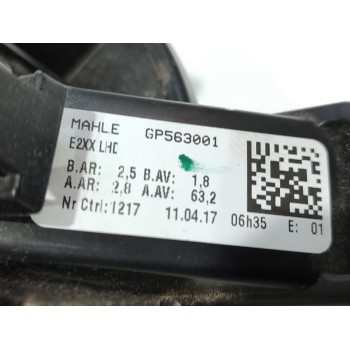 MAHLE GP563001
E2XX LHD
B.AR: 2,5 B.AV: 1,8
A.AR: 2,8 A.AV: 63,2
Nr Ctrl:1217 11.04.17 06h35 E: 01